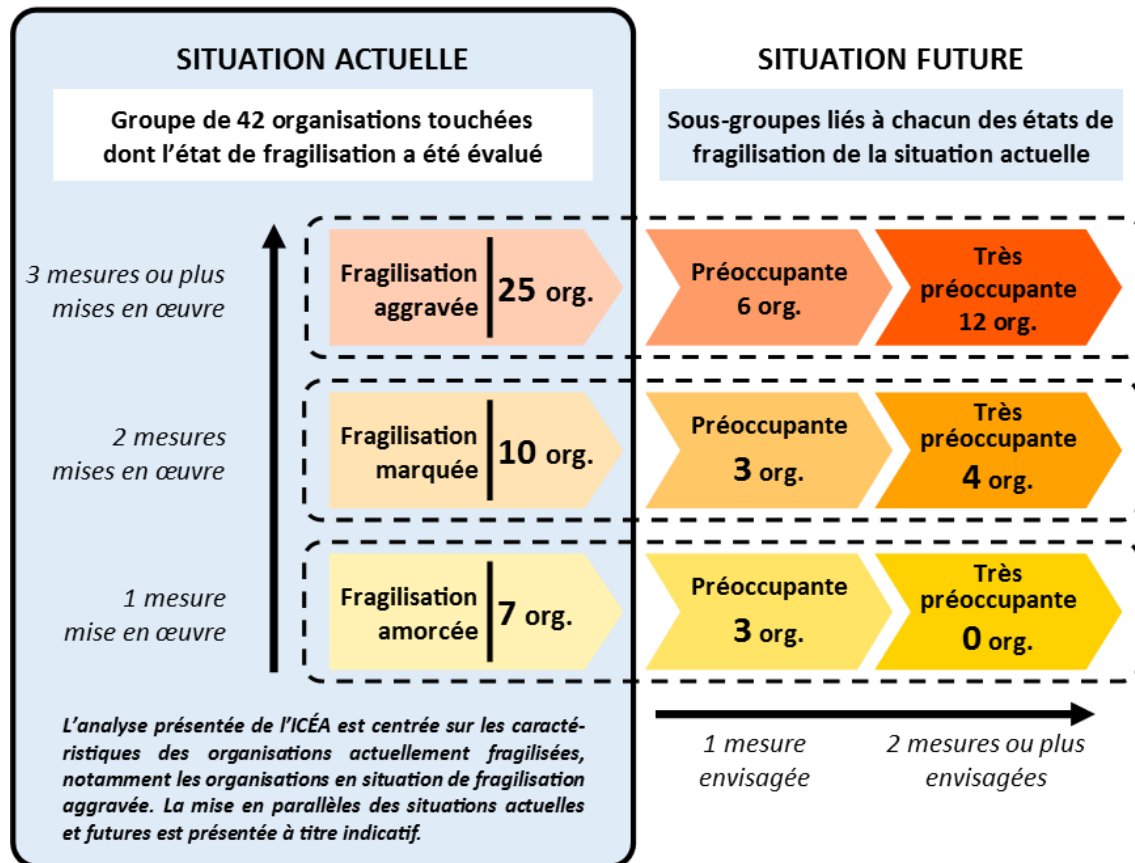 SITUATION ACTUELLE
Groupe de 42 organisations touchées
dont l'état de fragilisation a été évalué
SITUATION FUTURE
Sous-groupes liés à chacun des états de
fragilisation de la situation actuelle
3 mesures ou plus
mises en œuvre
Fragilisation
aggravée
25 org.
Préoccupante
6 org.
Très
préoccupante
12 org.
2 mesures
mises en œuvre
Fragilisation
marquée
10 org.
Préoccupante
3 org.
Très
préoccupante
4 org.
1 mesure
mise en œuvre
Fragilisation
amorcée
7 org.
Préoccupante
3 org.
Très
préoccupante
0 org.
L'analyse présentée de l'ICÉA est centrée sur les caracté-
ristiques des organisations actuellement fragilisées,
notamment les organisations en situation de fragilisation
aggravée. La mise en parallèles des situations actuelles
et futures est présentée à titre indicatif.
1 mesure
envisagée
2 mesures ou plus
envisagées